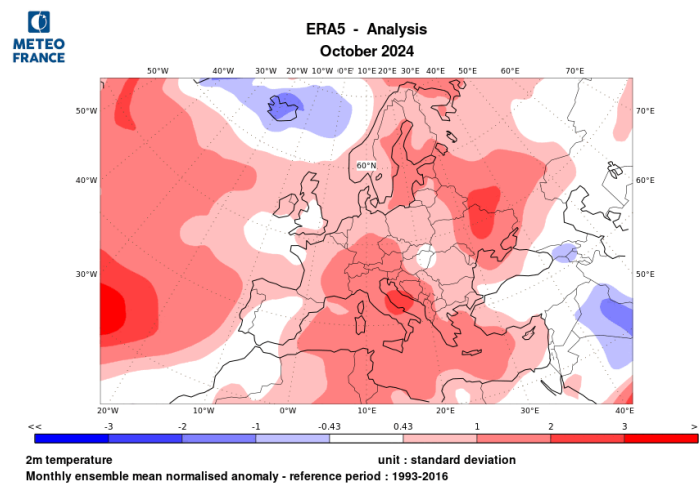 METEO
FRANCE
ERA5 - Analysis
October 2024
50°W 40°W 30°W 20°W 10°W 0°E 10°E 20°E 30°E 40°E 50°E 60°E 70°E
50°W
70°E
40°W
60°N
60°E
30°W
50°E
20°W 10°W 0°W 10°E 20°E 30°E 40°E
<< -3 -2 -1 -0.43 0.43 1 2 3 >
2m temperature unit : standard deviation
Monthly ensemble mean normalised anomaly - reference period : 1993-2016